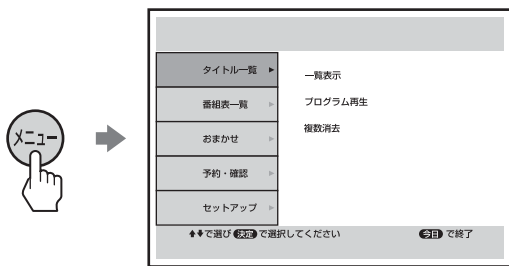 メニュー
タイトル一覧
番組表一覧
おまかせ
予約・確認
セットアップ
一覧表示
プログラム再生
複数消去
で選び 決定 で選択してください
今日 で終了